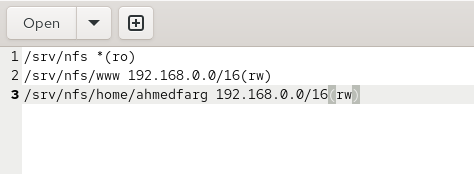 Open
1 /srv/nfs *(ro)
2 /srv/nfs/www 192.168.0.0/16(rw)
3 /srv/nfs/home/ahmedfarg 192.168.0.0/16(rw)